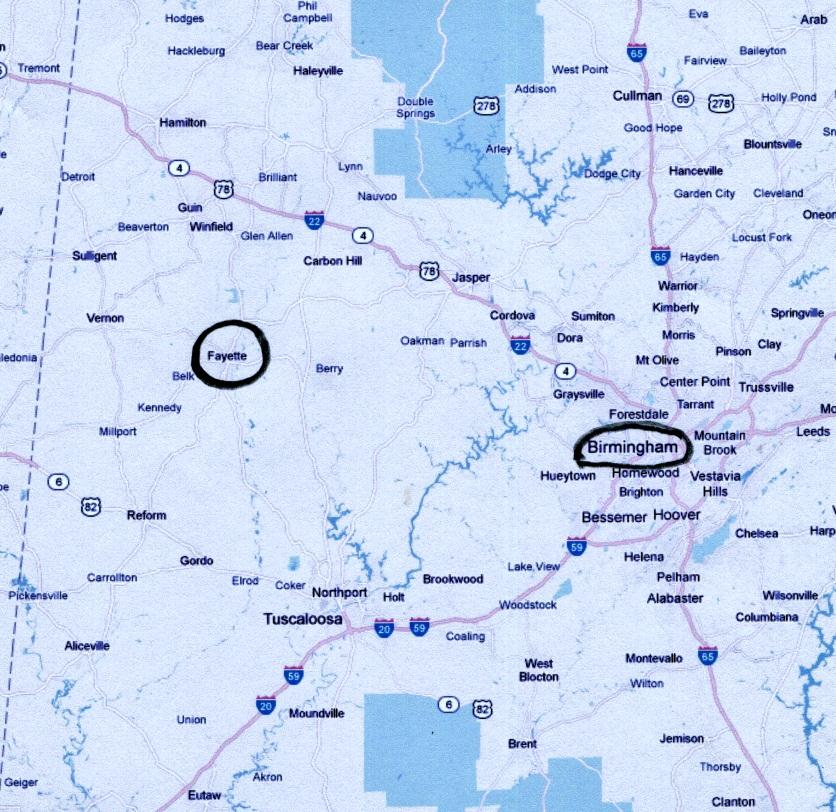 Phil
Campbell
Eva
Hodges
Arab
Hackleburg
Bear Creek
65
Baileyton
Fairview
Tremont
Haleyville
West Point
Addison
Cullman
69
278
Holly Pond
Double
Springs
278
Hamilton
Good Hope
Blountsville
Arley
4
Lynn
Dodge City
Hanceville
Detroit
78
Brilliant
Nauvoo
Garden City
Cleveland
Guin
22
Beaverton
Winfield
Glen Allen
4
Locust Fork
Sulligent
Carbon Hill
78
65
Hayden
Jasper
Warrior
Kimberly
Vernon
Cordova
Sumiton
Springville
Dora
Morris
Oakman
Parrish
22
Clay
Pinson
Fayette
Mt Olive
Belk
Berry
4
Center Point
Trussville
Graysville
Kennedy
Tarrant
Forestdale
Millport
Mountain
Brook
Leeds
Birmingham
Hueytown
Homewood
Vestavia
Hills
6
Brighton
82
Reform
Bessemer
Hoover
Chelsea
59
Gordo
Helena
Lake View
Carrollton
Elrod
Coker
Brookwood
Pelham
Pickensville
Northport
Holt
Alabaster
Wilsonville
Woodstock
Columbiana
Tuscaloosa
20
59
Coaling
Aliceville
West
Blocton
Montevallo
65
59
Wilton
20
6
82
Union
Moundville
Brent
Jemison
Thorsby
Geiger
Akron
Eutaw
Clanton